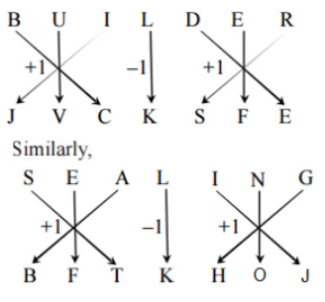 B U I L D E R
+1 −1 +1
J V C K S F E
Similarly,
S E A L I N G
+1 −1 +1
B F T K H O J